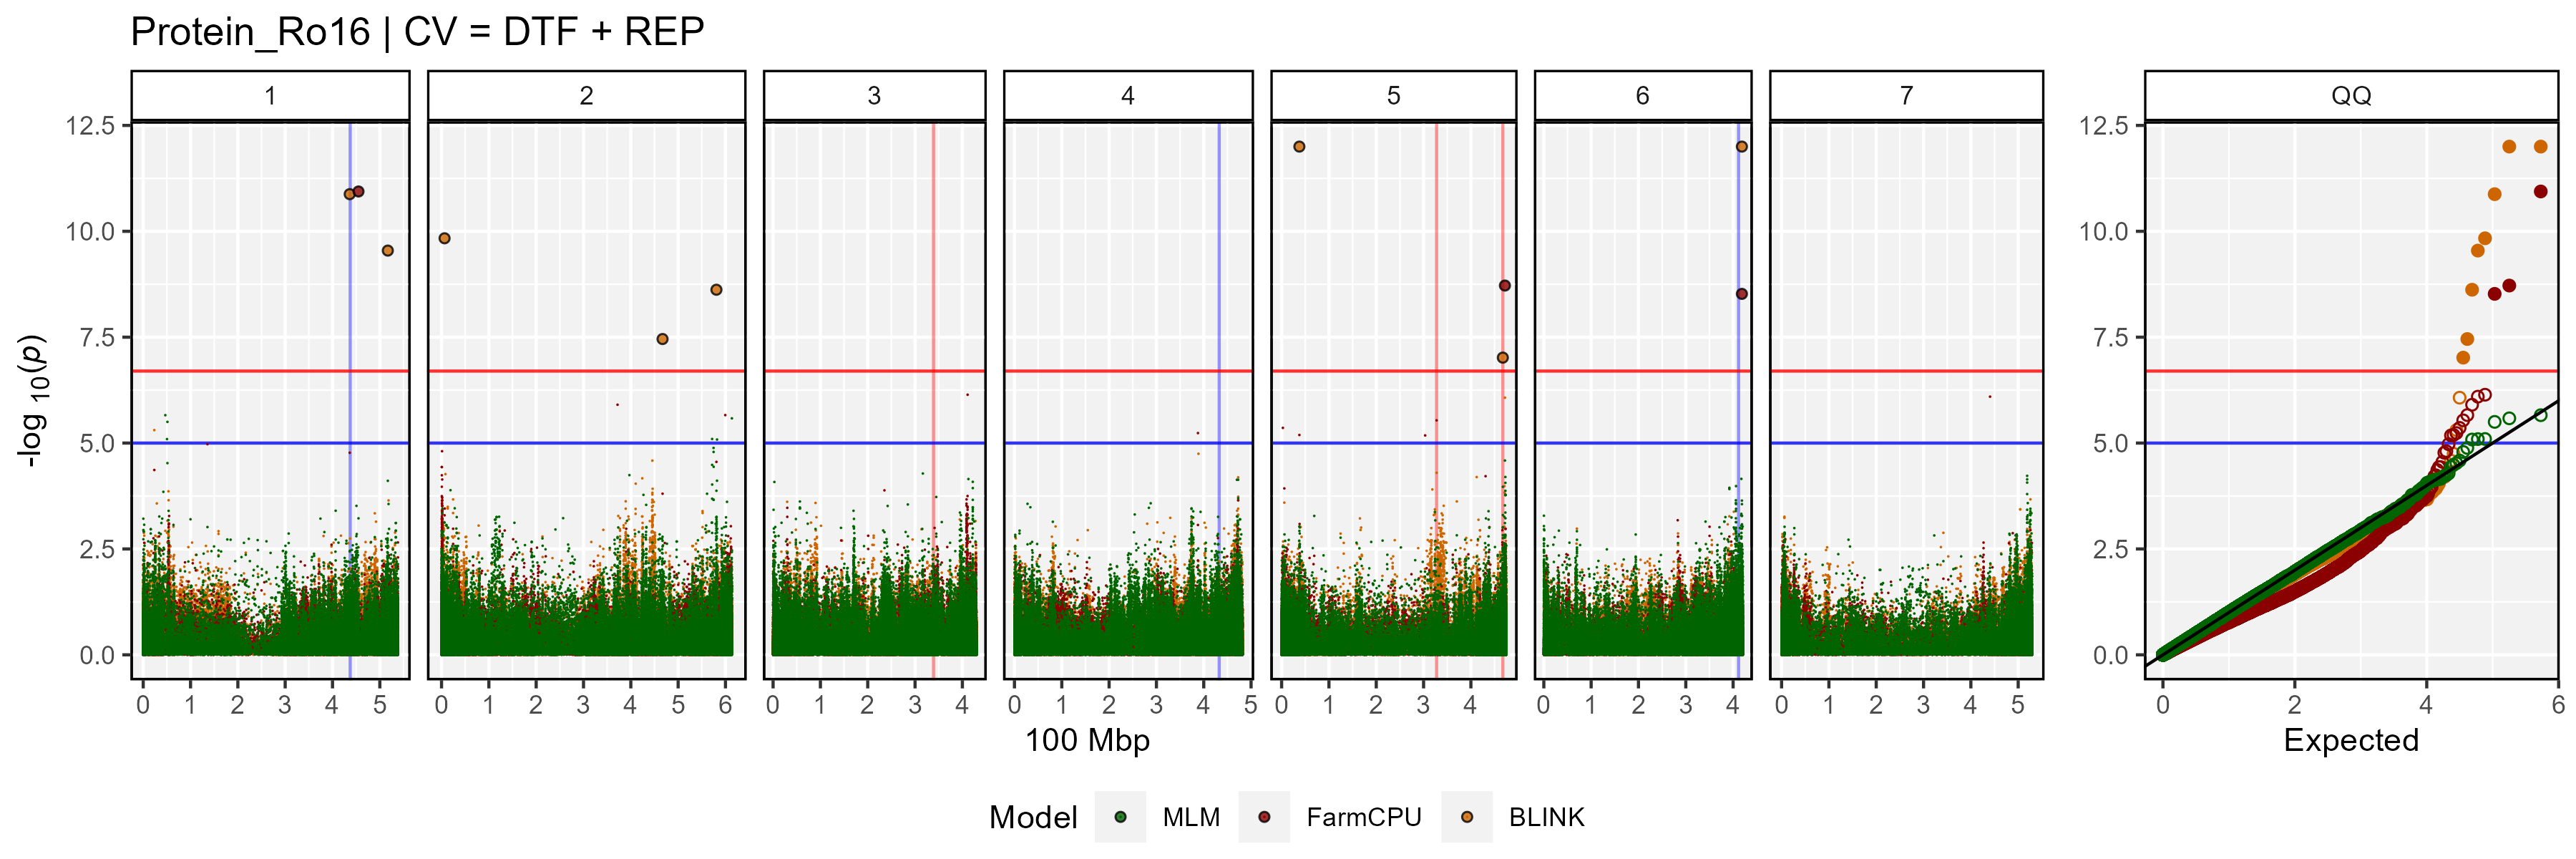 Protein_Ro16 | CV = DTF + REP
1 2 3 4 5 6 7 QQ
-log 10(p)
12.5
10.0
7.5
5.0
2.5
0.0
12.5
10.0
7.5
5.0
2.5
0.0
0 1 2 3 4 5 0 1 2 3 4 5 6 0 1 2 3 4 0 1 2 3 4 5 0 1 2 3 4 0 1 2 3 4 0 1 2 3 4 5 0 2 4 6
100 Mbp Expected
Model MLM FarmCPU BLINK